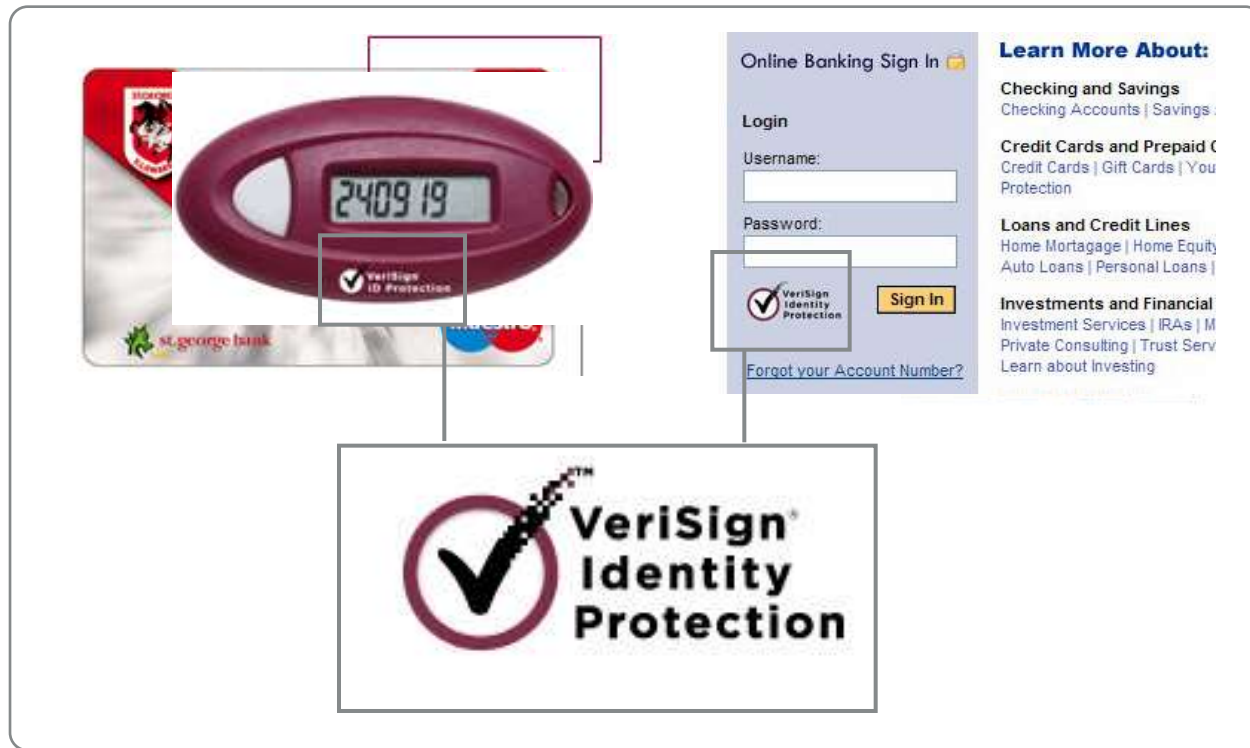 240919
VeriSign
ID Protection
st.george bank
Online Banking Sign In
Login
Username:
Password:
VeriSign
Identity
Protection
Sign In
Forgot your Account Number?
Learn More About:
Checking and Savings
Checking Accounts | Savings
Credit Cards and Prepaid
Credit Cards | Gift Cards | You
Protection
Loans and Credit Lines
Home Mortagage | Home Equity
Auto Loans | Personal Loans |
Investments and Financial
Investment Services | IRAs | M
Private Consulting | Trust Serv
Learn about Investing
VeriSign®
Identity
Protection
TM